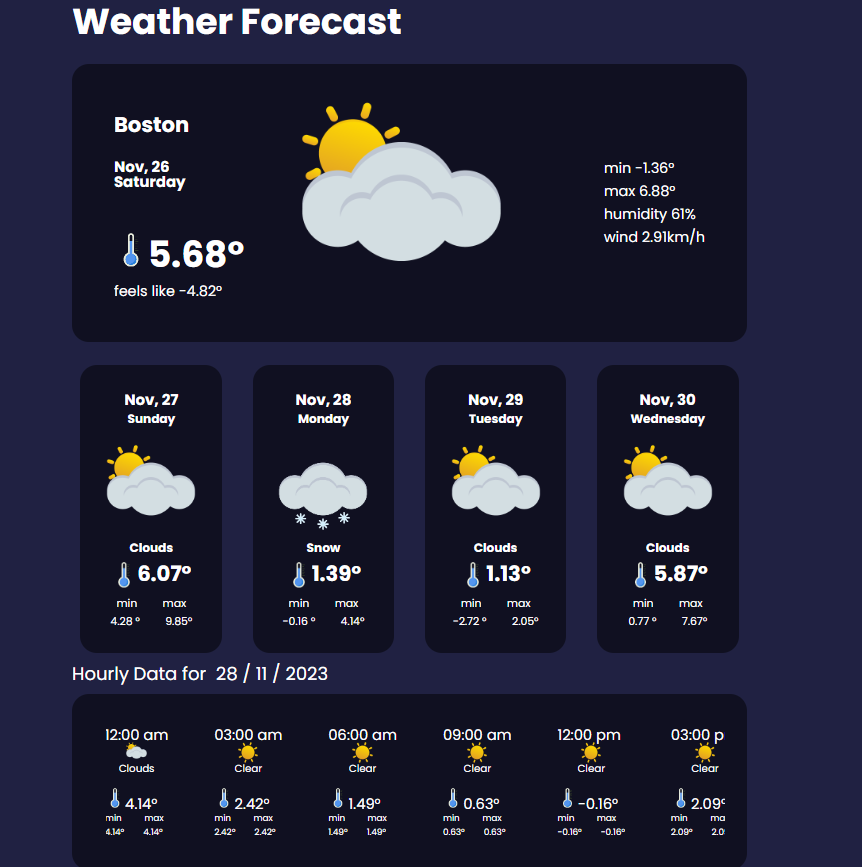 Weather Forecast
Boston
Nov, 26
Saturday
5.68°
feels like -4.82°
min -1.36°
max 6.88°
humidity 61%
wind 2.91km/h
Nov, 27
Sunday
Clouds
6.07°
min max
4.28 ° 9.85°
Nov, 28
Monday
Snow
1.39°
min max
-0.16 ° 4.14°
Nov, 29
Tuesday
Clouds
1.13°
min max
-2.72 ° 2.05°
Nov, 30
Wednesday
Clouds
5.87°
min max
0.77 ° 7.67°
Hourly Data for 28 / 11 / 2023
12:00 am 03:00 am 06:00 am 09:00 am 12:00 pm 03:00 p
Clouds Clear Clear Clear Clear Clear
4.14° 2.42° 1.49° 0.63° -0.16° 2.09°
min max min max min max min max min max min ma
4.14° 4.14° 2.42° 2.42° 1.49° 1.49° 0.63° 0.63° -0.16° -0.16° 2.09° 2.0